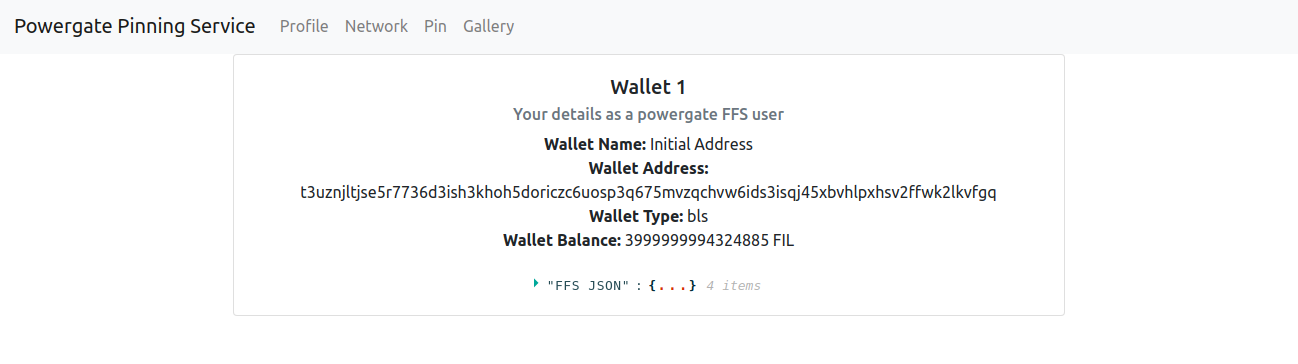 Powergate Pinning Service Profile Network Pin Gallery
Wallet 1
Your details as a powergate FFS user
Wallet Name: Initial Address
Wallet Address:
t3uznjltjse5r7736d3ish3khoh5doriczc6uosp3q675mvzqchvw6ids3isqj45xbvhlpxhsv2ffwk2lkvfgq
Wallet Type: bls
Wallet Balance: 3999999994324885 FIL
"FFS JSON" : {...} 4 items